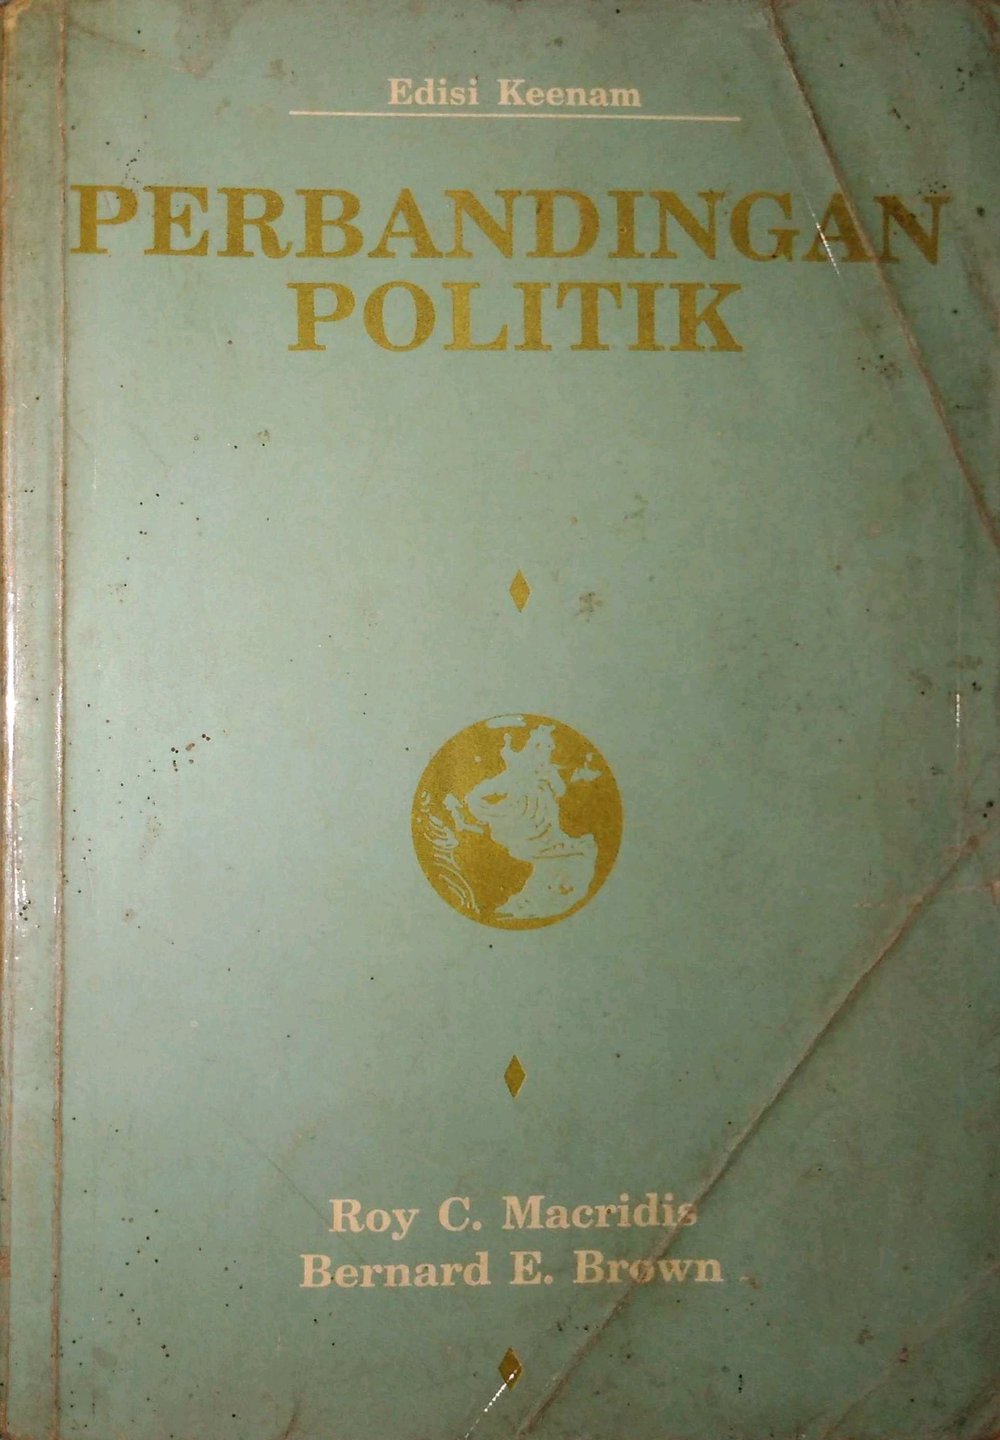 Edisi Keenam
PERBANDINGAN
POLITIK
Roy C. Macridis
Bernard E. Brown